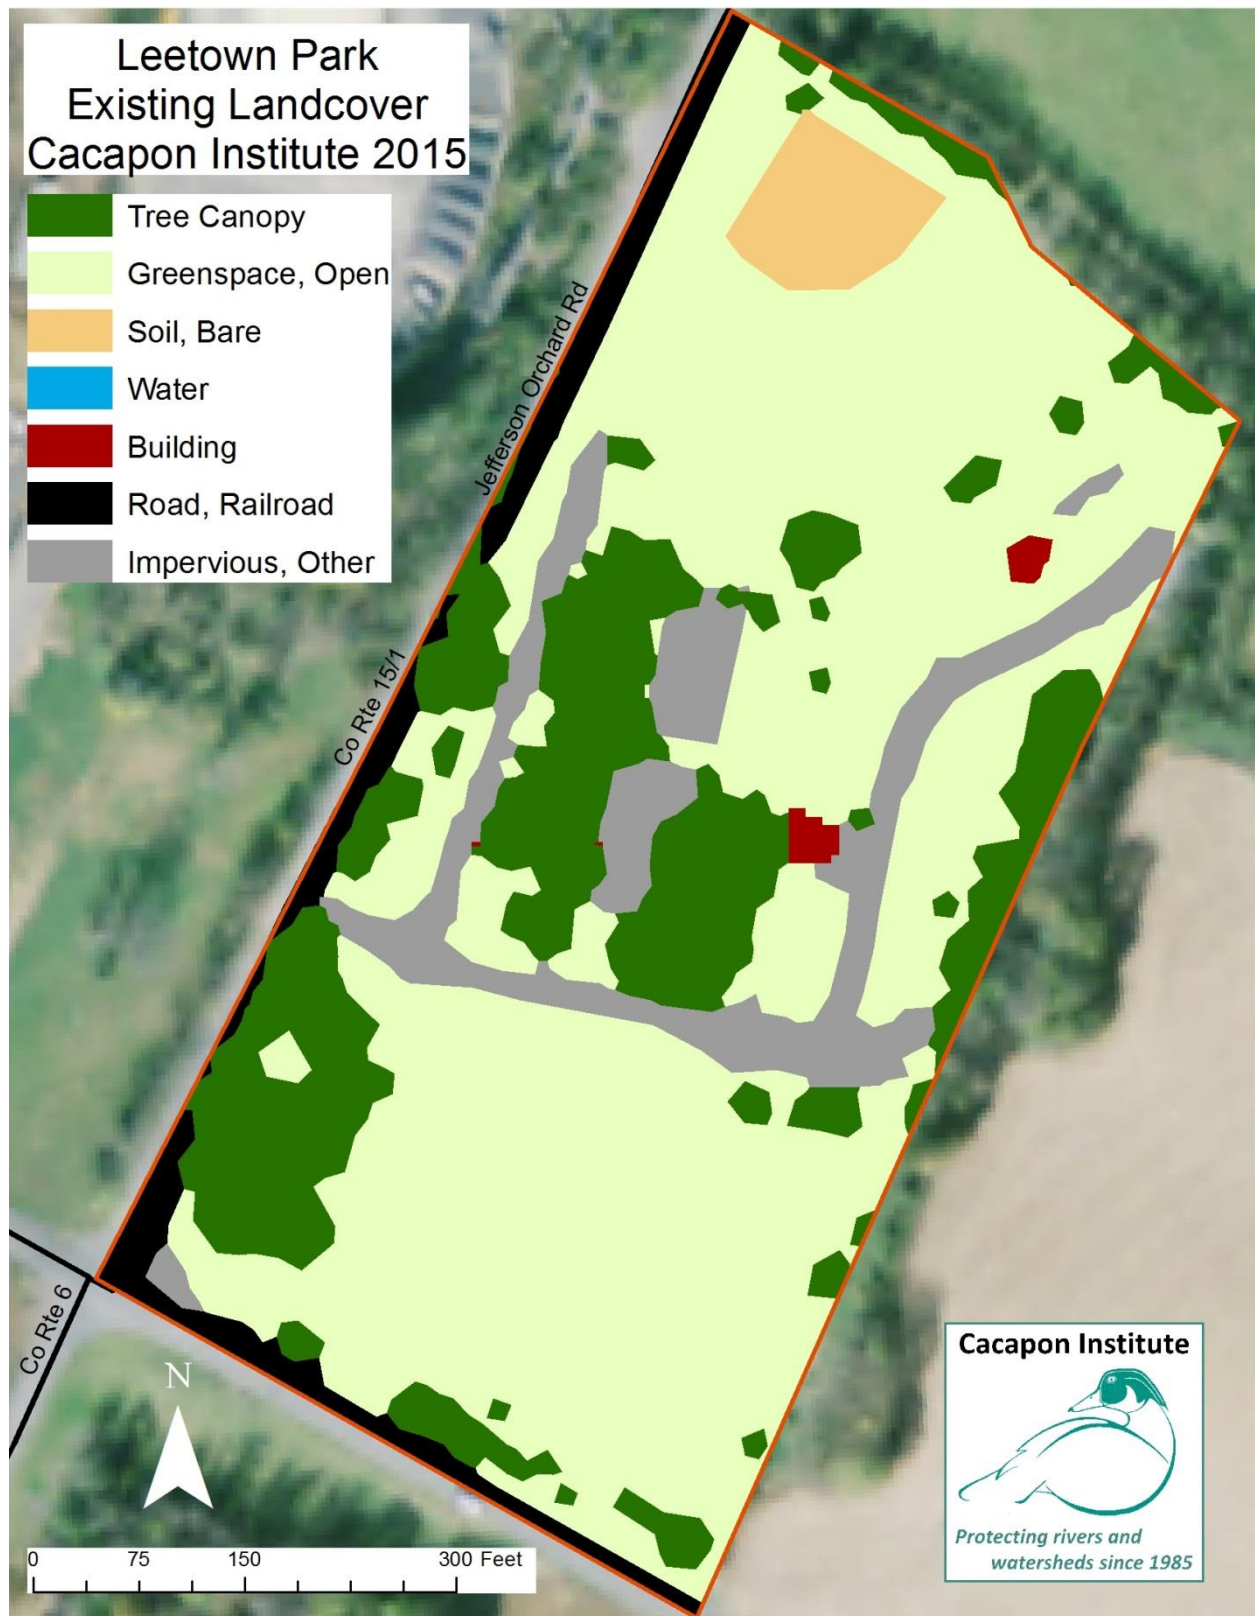 Leetown Park
Existing Landcover
Cacapon Institute 2015
Tree Canopy
Greenspace, Open
Soil, Bare
Water
Building
Road, Railroad
Impervious, Other
Jefferson Orchard Rd
Co Rte 15/1
Co Rte 6
N
0 75 150 300 Feet
Cacapon Institute
Protecting rivers and
watersheds since 1985